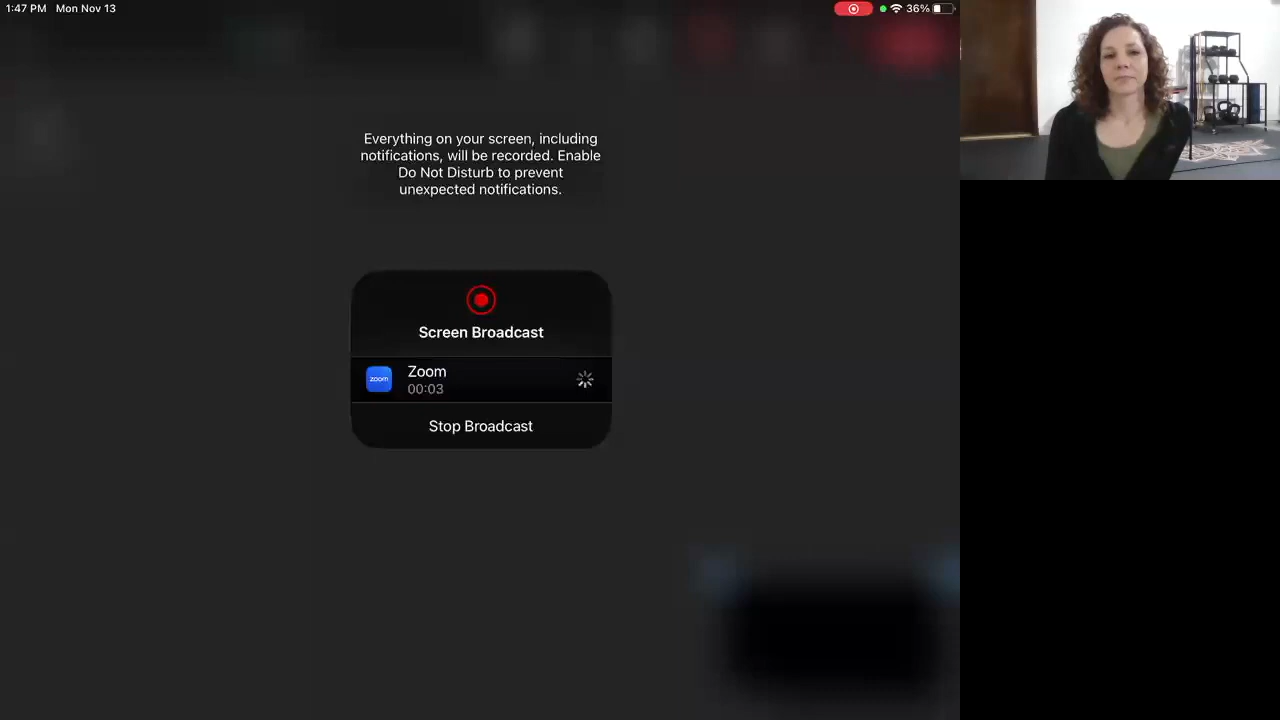 1:47 PM Mon Nov 13
36%
Everything on your screen, including
notifications, will be recorded. Enable
Do Not Disturb to prevent
unexpected notifications.
Screen Broadcast
zoom
Zoom
00:03
Stop Broadcast